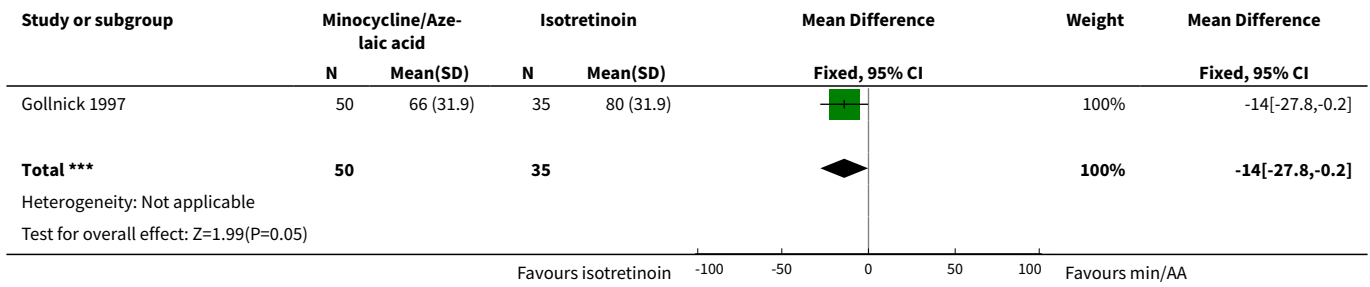 Study or subgroup Minocycline/Aze- Isotretinoin Mean Difference Weight Mean Difference
laic acid
N Mean(SD) N Mean(SD) Fixed, 95% CI Fixed, 95% CI
Gollnick 1997 50 66 (31.9) 35 80 (31.9) 100% -14[-27.8,-0.2]
Total *** 50 35 100% -14[-27.8,-0.2]
Heterogeneity: Not applicable
Test for overall effect: Z=1.99(P=0.05)
Favours isotretinoin -100 -50 0 50 100 Favours min/AA